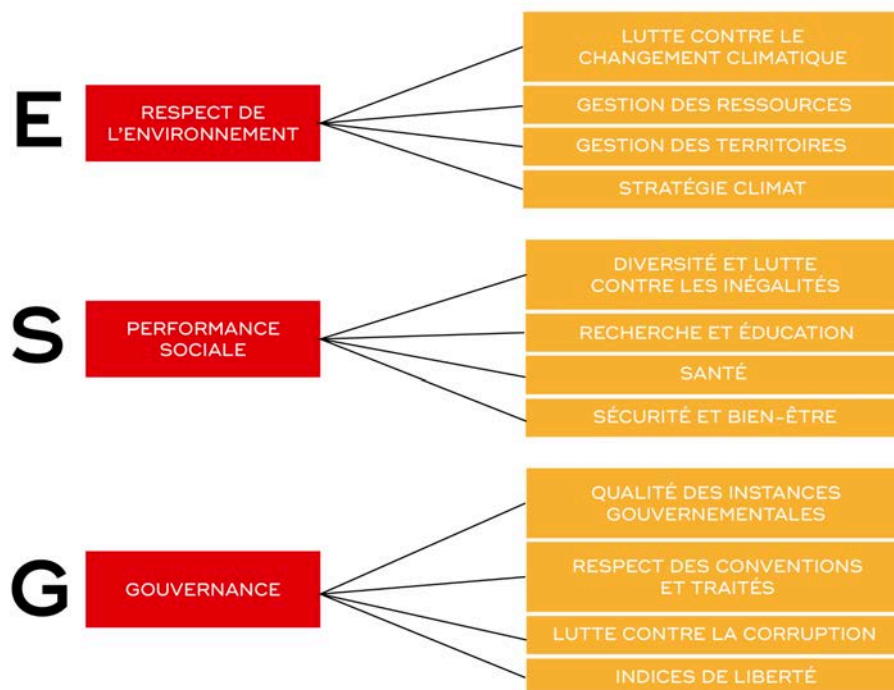 E
RESPECT DE
L'ENVIRONNEMENT
LUTTE CONTRE LE
CHANGEMENT CLIMATIQUE
GESTION DES RESSOURCES
GESTION DES TERRITOIRES
STRATÉGIE CLIMAT
S
PERFORMANCE
SOCIALE
DIVERSITÉ ET LUTTE
CONTRE LES INÉGALITÉS
RECHERCHE ET ÉDUCATION
SANTÉ
SÉCURITÉ ET BIEN-ÊTRE
G
GOUVERNANCE
QUALITÉ DES INSTANCES
GOUVERNEMENTALES
RESPECT DES CONVENTIONS
ET TRAITÉS
LUTTE CONTRE LA CORRUPTION
INDICES DE LIBERTÉ